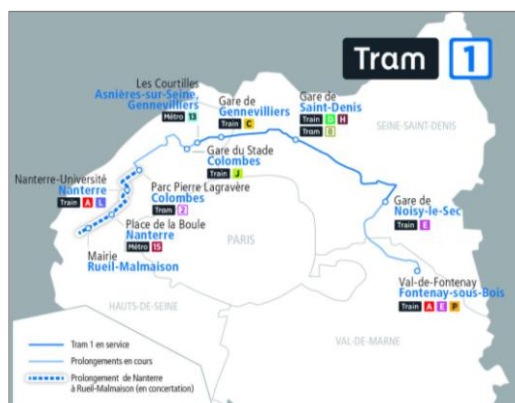 Tram 1
Les Courtilles
Asnières-sur-Seine,
Gennevilliers
Métro 13
Gare de
Gennevilliers
Train C
Gare de
Saint-Denis
Train D H
Tram 8
SEINE-SAINT-DENIS
Gare du Stade
Colombes
Train J
Nanterre-Université
Nanterre
Train A L
Parc Pierre Lagravère
Colombes
Tram T2
Place de la Boule
Nanterre
Métro 15
Mairie
Rueil-Malmaison
PARIS
Gare de
Noisy-le-Sec
Train E
Val-de-Fontenay
Fontenay-sous-Bois
Train A E P
HAUTS-DE-SEINE
VAL-DE-MARNE
Tram 1 en service
Prolongements en cours
Prolongement de Nanterre
à Rueil-Malmaison (en concertation)